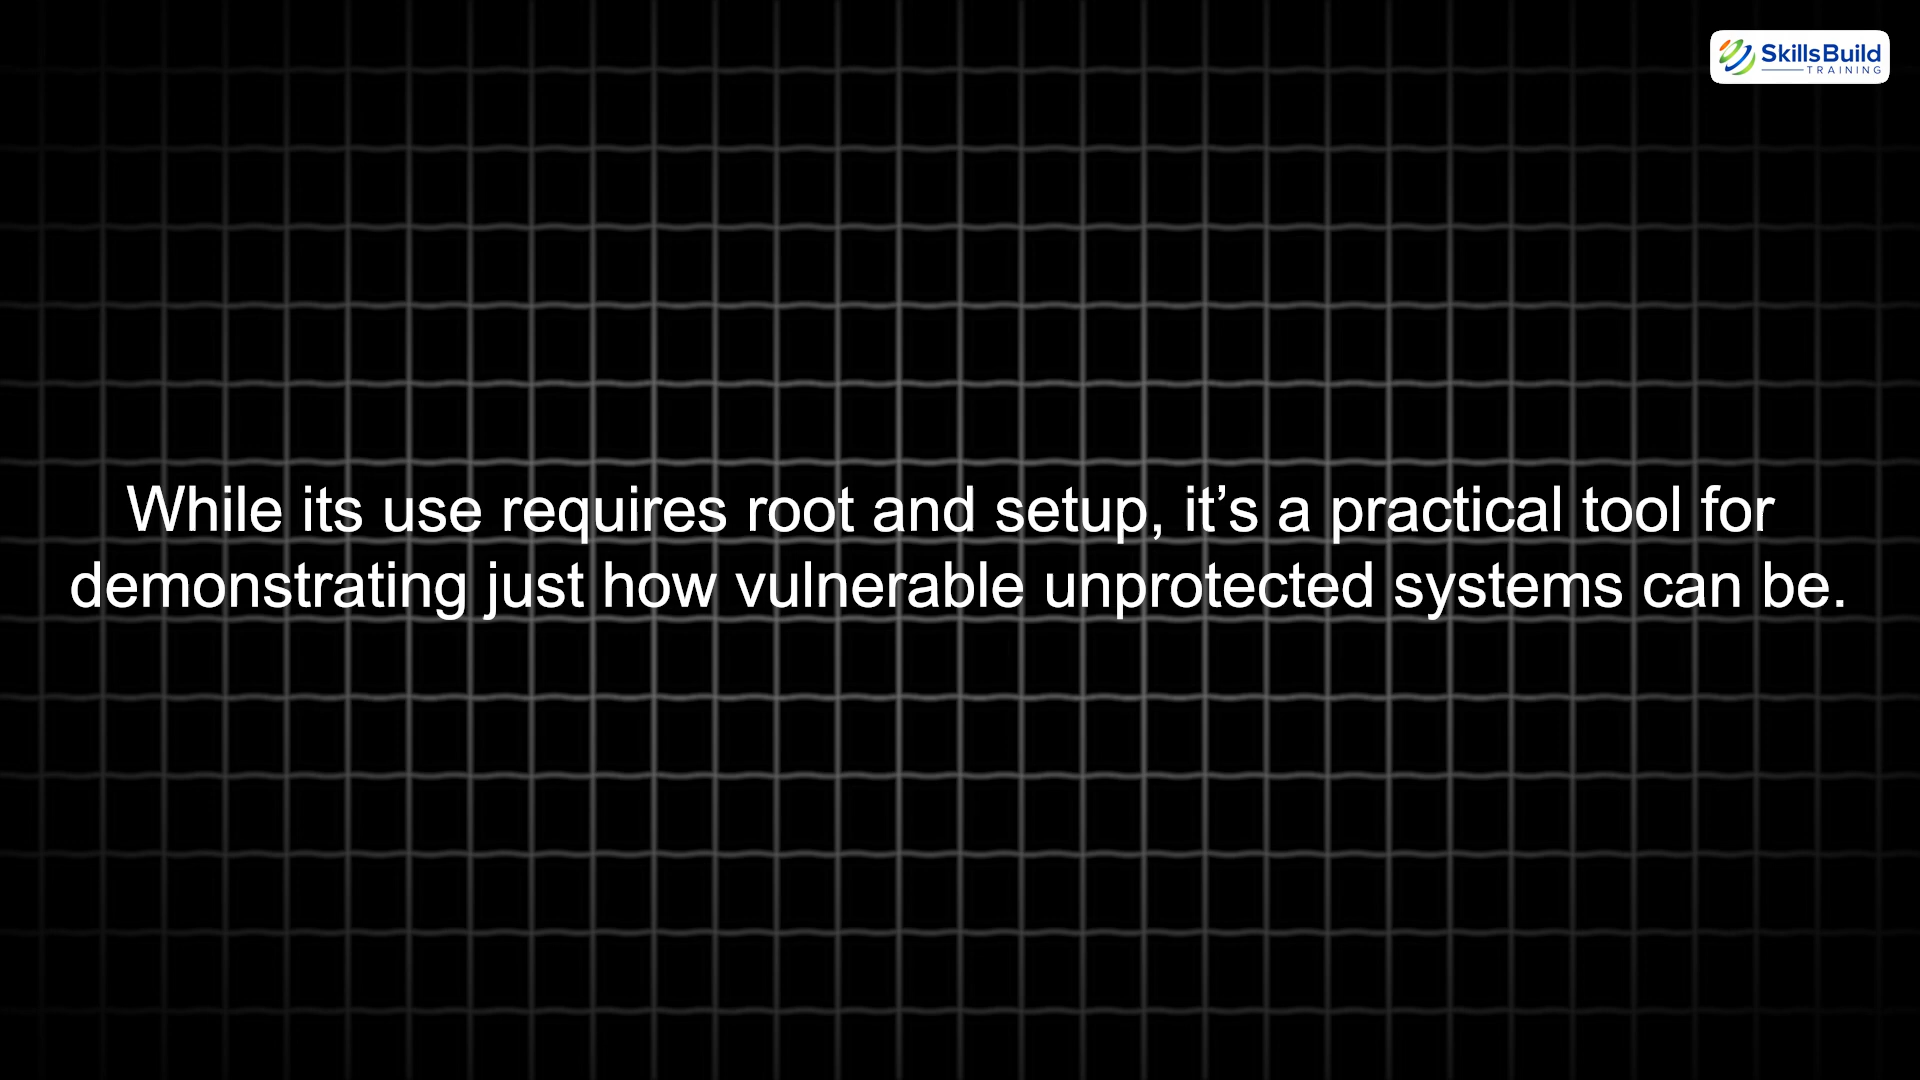 SkillsBuild
TRAINING
While its use requires root and setup, it’s a practical tool for
demonstrating just how vulnerable unprotected systems can be.